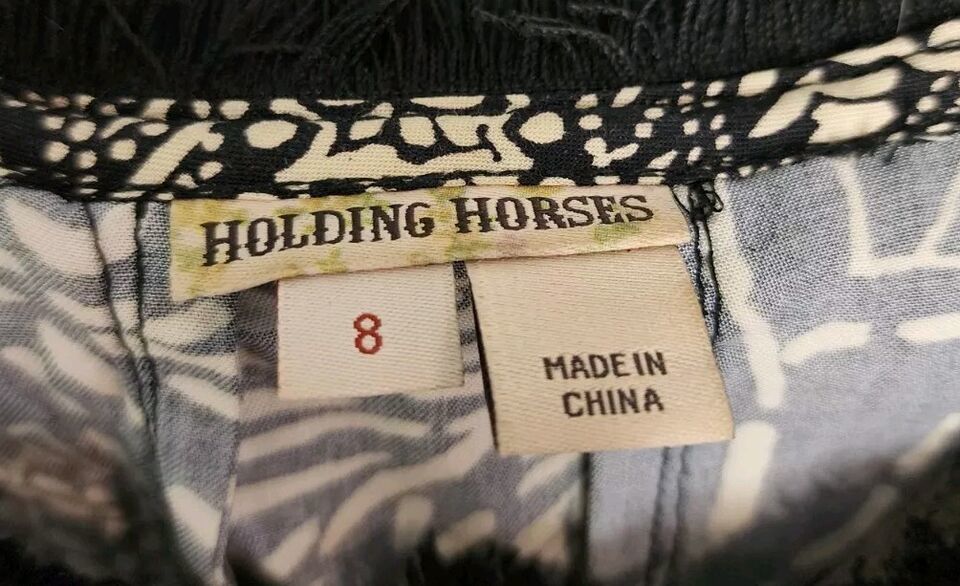 HOLDING HORSES
8
MADE IN
CHINA